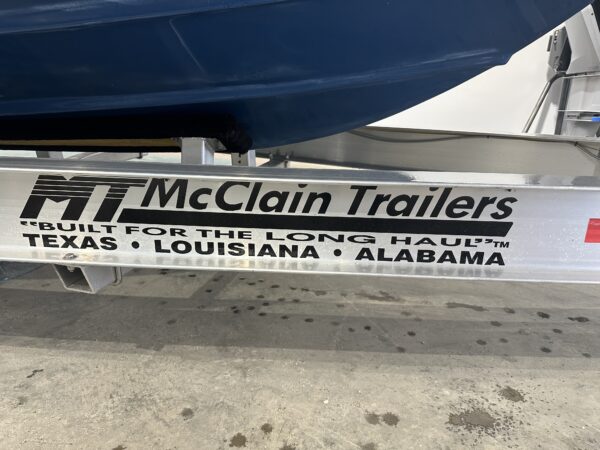 MT McClain Trailers
"BUILT FOR THE LONG HAUL"™
TEXAS • LOUISIANA • ALABAMA